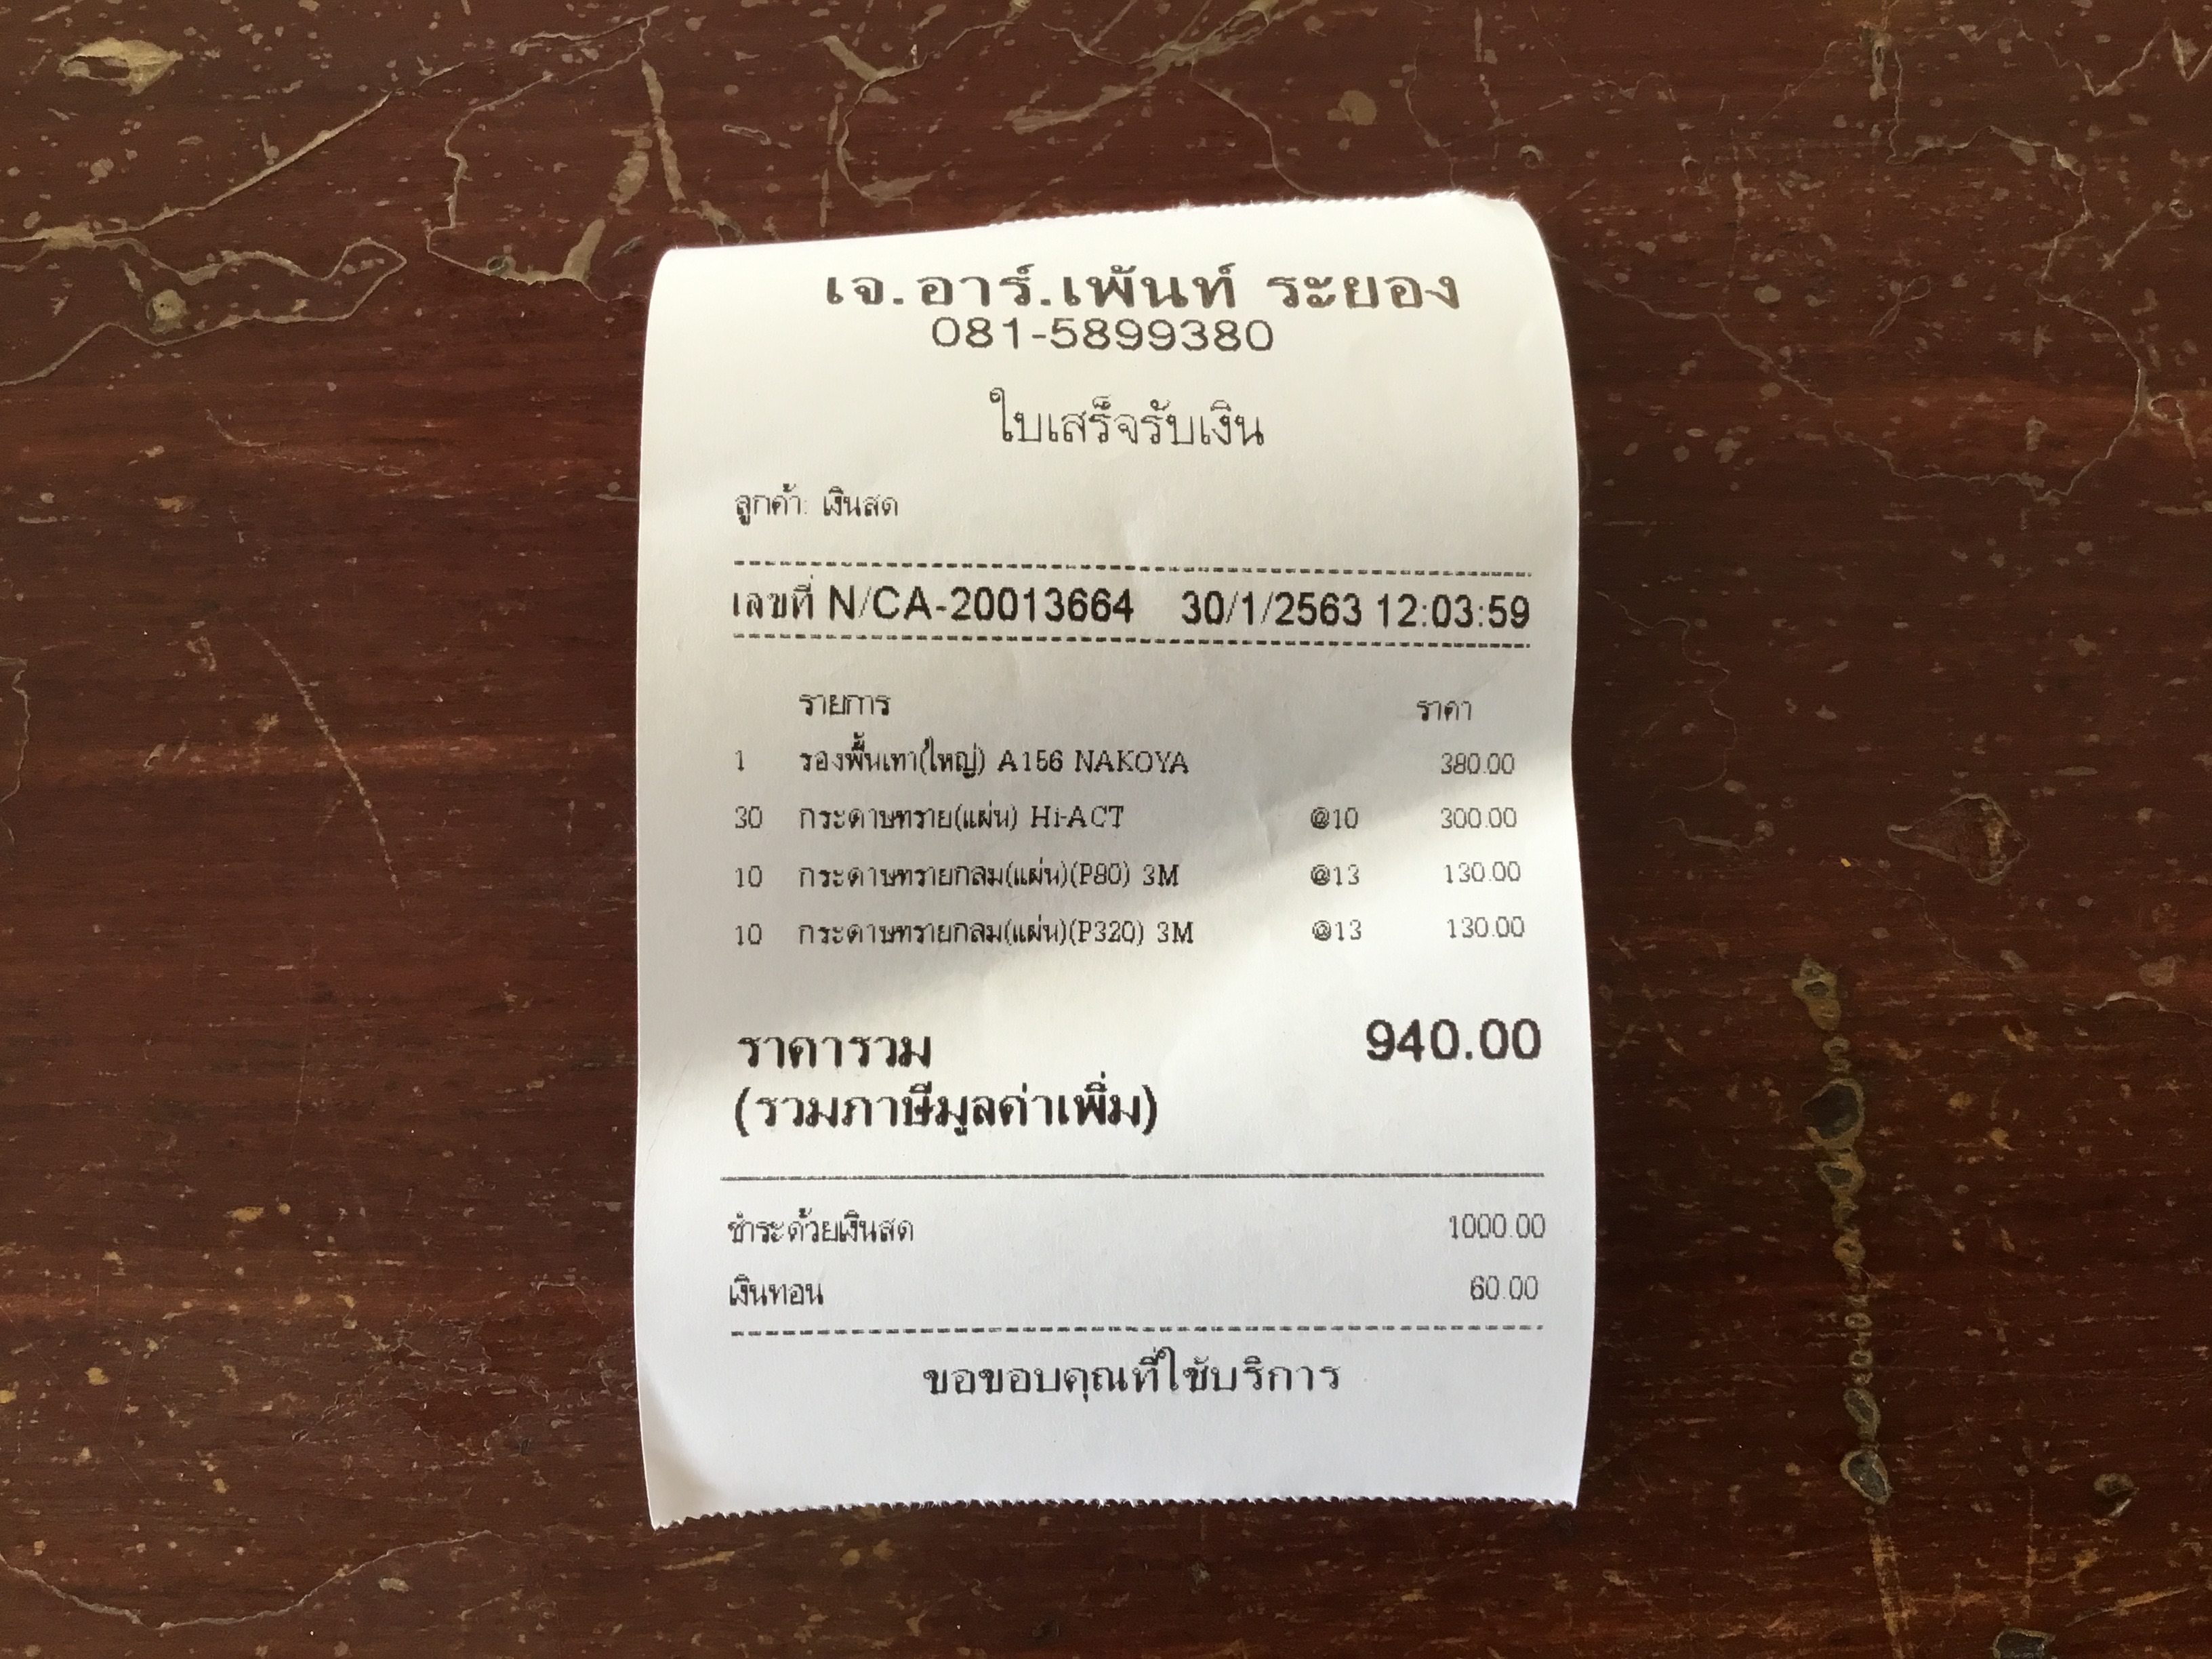 เจ.อาร์.เพ้นท์ ระยอง
081-5899380
ใบเสร็จรับเงิน
ลูกค้า: เงินสด
เลขที่ N/CA-20013664 30/1/2563 12:03:59
รายการ ราคา
1 รองพื้นเทา(ใหญ่) A156 NAKOYA 380.00
30 กระดาษทราย(แผ่น) Hi-ACT @10 300.00
10 กระดาษทรายกลม(แผ่น)(P80) 3M @13 130.00
10 กระดาษทรายกลม(แผ่น)(P320) 3M @13 130.00
ราคารวม 940.00
(รวมภาษีมูลค่าเพิ่ม)
ชำระด้วยเงินสด 1000.00
เงินทอน 60.00
ขอขอบคุณที่ใช้บริการ